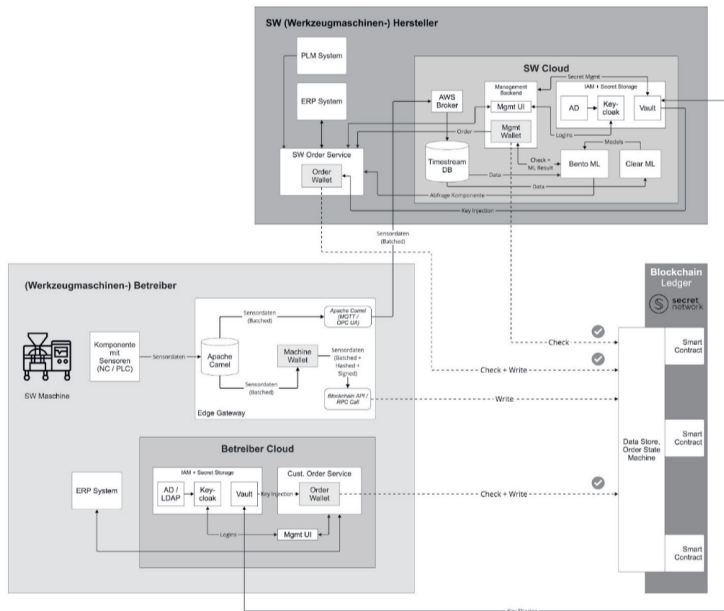 SW (Werkzeugmaschinen-) Hersteller
PLM System
ERP System
SW Order Service
Order
Wallet
SW Cloud
AWS
Broker
Timestream
DB
Management
Backend
Mgmt UI
Mgmt
Wallet
Secret Mgmt
IAM + Secret Storage
AD
Key-
cloak
Vault
Logins
Order
Models
Check +
ML Result
Bento ML
Clear ML
Data
Data
Abfrage Komponente
Key Injection
Sensordaten
(Batched)
(Werkzeugmaschinen-) Betreiber
SW Maschine
Komponente
mit
Sensoren
(NC / PLC)
Sensordaten
Apache
Camel
Sensordaten
(Batched)
Apache Camel
(MQTT /
OPC UA)
Machine
Wallet
Sensordaten
(Batched +
Hashed +
Signed)
Sensordaten
(Batched)
Blockchain API /
RPC Call
Edge Gateway
Betreiber Cloud
ERP System
IAM + Secret Storage
AD /
LDAP
Key-
cloak
Vault
Key Injection
Cust. Order Service
Order
Wallet
Logins
Mgmt UI
Check
Check + Write
Write
Check + Write
Blockchain
Ledger
secret
network
Smart
Contract
Smart
Contract
Data Store,
Order State
Machine
Smart
Contract